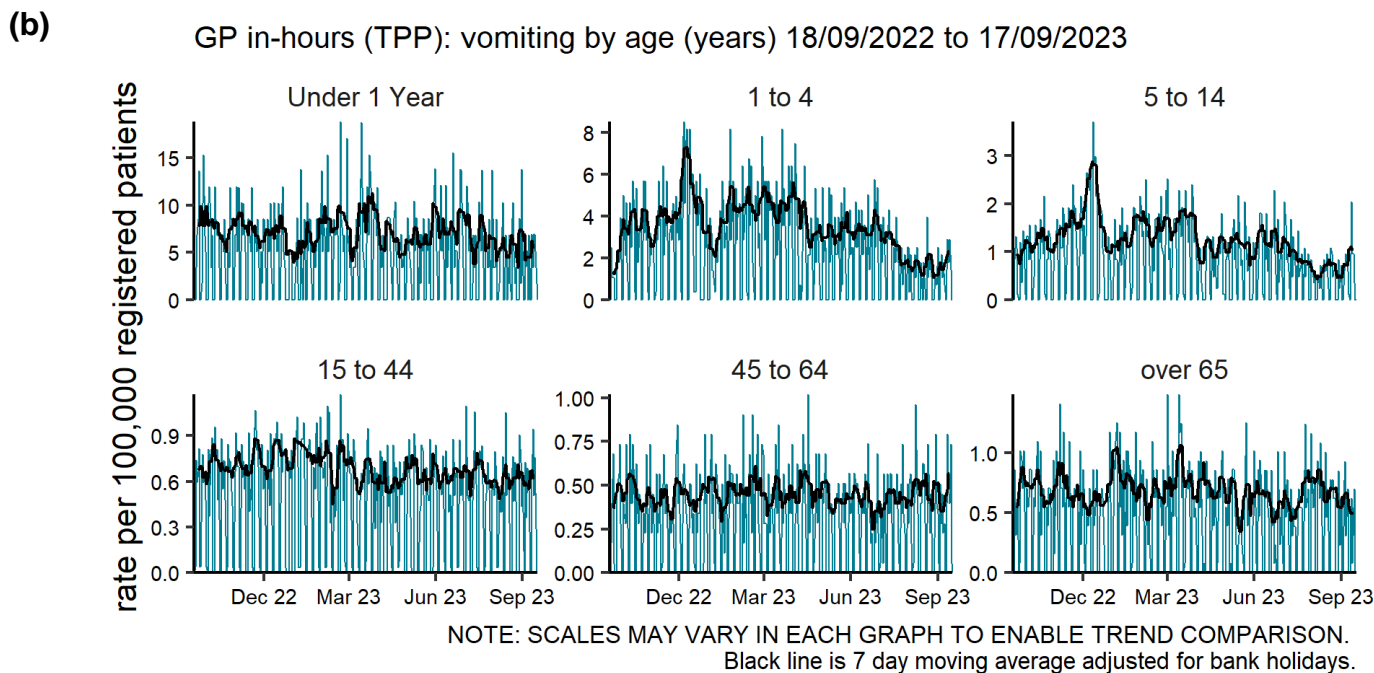 (b)
GP in-hours (TPP): vomiting by age (years) 18/09/2022 to 17/09/2023
rate per 100,000 registered patients
Under 1 Year
15
10
5
0
1 to 4
8
6
4
2
0
5 to 14
3
2
1
0
15 to 44
0.9
0.6
0.3
0.0
Dec 22 Mar 23 Jun 23 Sep 23
45 to 64
1.00
0.75
0.50
0.25
0.00
Dec 22 Mar 23 Jun 23 Sep 23
over 65
1.0
0.5
0.0
Dec 22 Mar 23 Jun 23 Sep 23
NOTE: SCALES MAY VARY IN EACH GRAPH TO ENABLE TREND COMPARISON.
Black line is 7 day moving average adjusted for bank holidays.